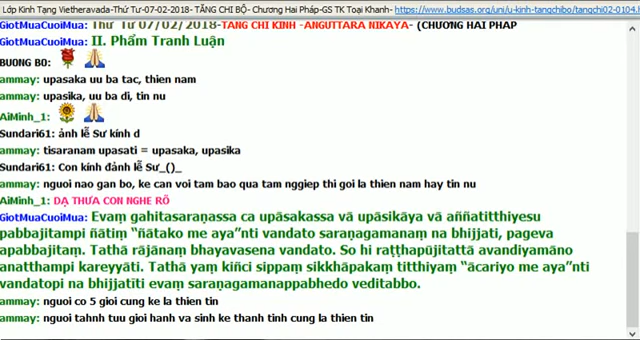 Lớp Kinh Tạng Vietheravada-Thứ Tư-07-02-2018- TĂNG CHI BỘ- Chương Hai Pháp-GS TK Toại Khanh- https://www.budsas.org/uni/u-kinh-tangchibo/tangchi02-0104.h
GiotMuaCuoiMua: Thứ Tư 07/02/2018-TANG CHI KINH -ANGUTTARA NIKAYA- (CHƯƠNG HAI PHÁP
GiotMuaCuoiMua: II. Phẩm Tranh Luận
BUONG BO:
ammay: upasaka uu ba tac, thien nam
ammay: upasika, uu ba di, tin nu
AiMinh_1:
Sundari61: ảnh lễ Sư kính d
ammay: tisaranam upasati = upasaka, upasika
Sundari61: Con kính đảnh lễ Sư_()_
ammay: nguoi nao gan bo, ke can voi tam bao qua tam nggiep thi goi la thien nam hay tin nu
AiMinh_1: DẠ THƯA CON NGHE RÕ
GiotMuaCuoiMua: Evaṃ gahitasaraṇassa ca upāsakassa vā upāsikāya vā aññatitthiyesu
pabbajitampi ñātiṃ “ñātako me aya”nti vandato saraṇagamanaṃ na bhijjati, pageva
apabbajitaṃ. Tathā rājānaṃ bhayavasena vandato. So hi raṭṭhapūjitattā avandiyamāno
anatthampi kareyyāti. Tathā yaṃ kiñci sippaṃ sikkhāpakaṃ titthiyaṃ “ācariyo me aya”nti
vandatopi na bhijjatīti evaṃ saraṇagamanappabhedo veditabbo.
ammay: nguoi co 5 gioi cung ke la thien tin
ammay: nguoi tahnh tuu gioi hanh va sinh ke thanh tinh cung la thien tin